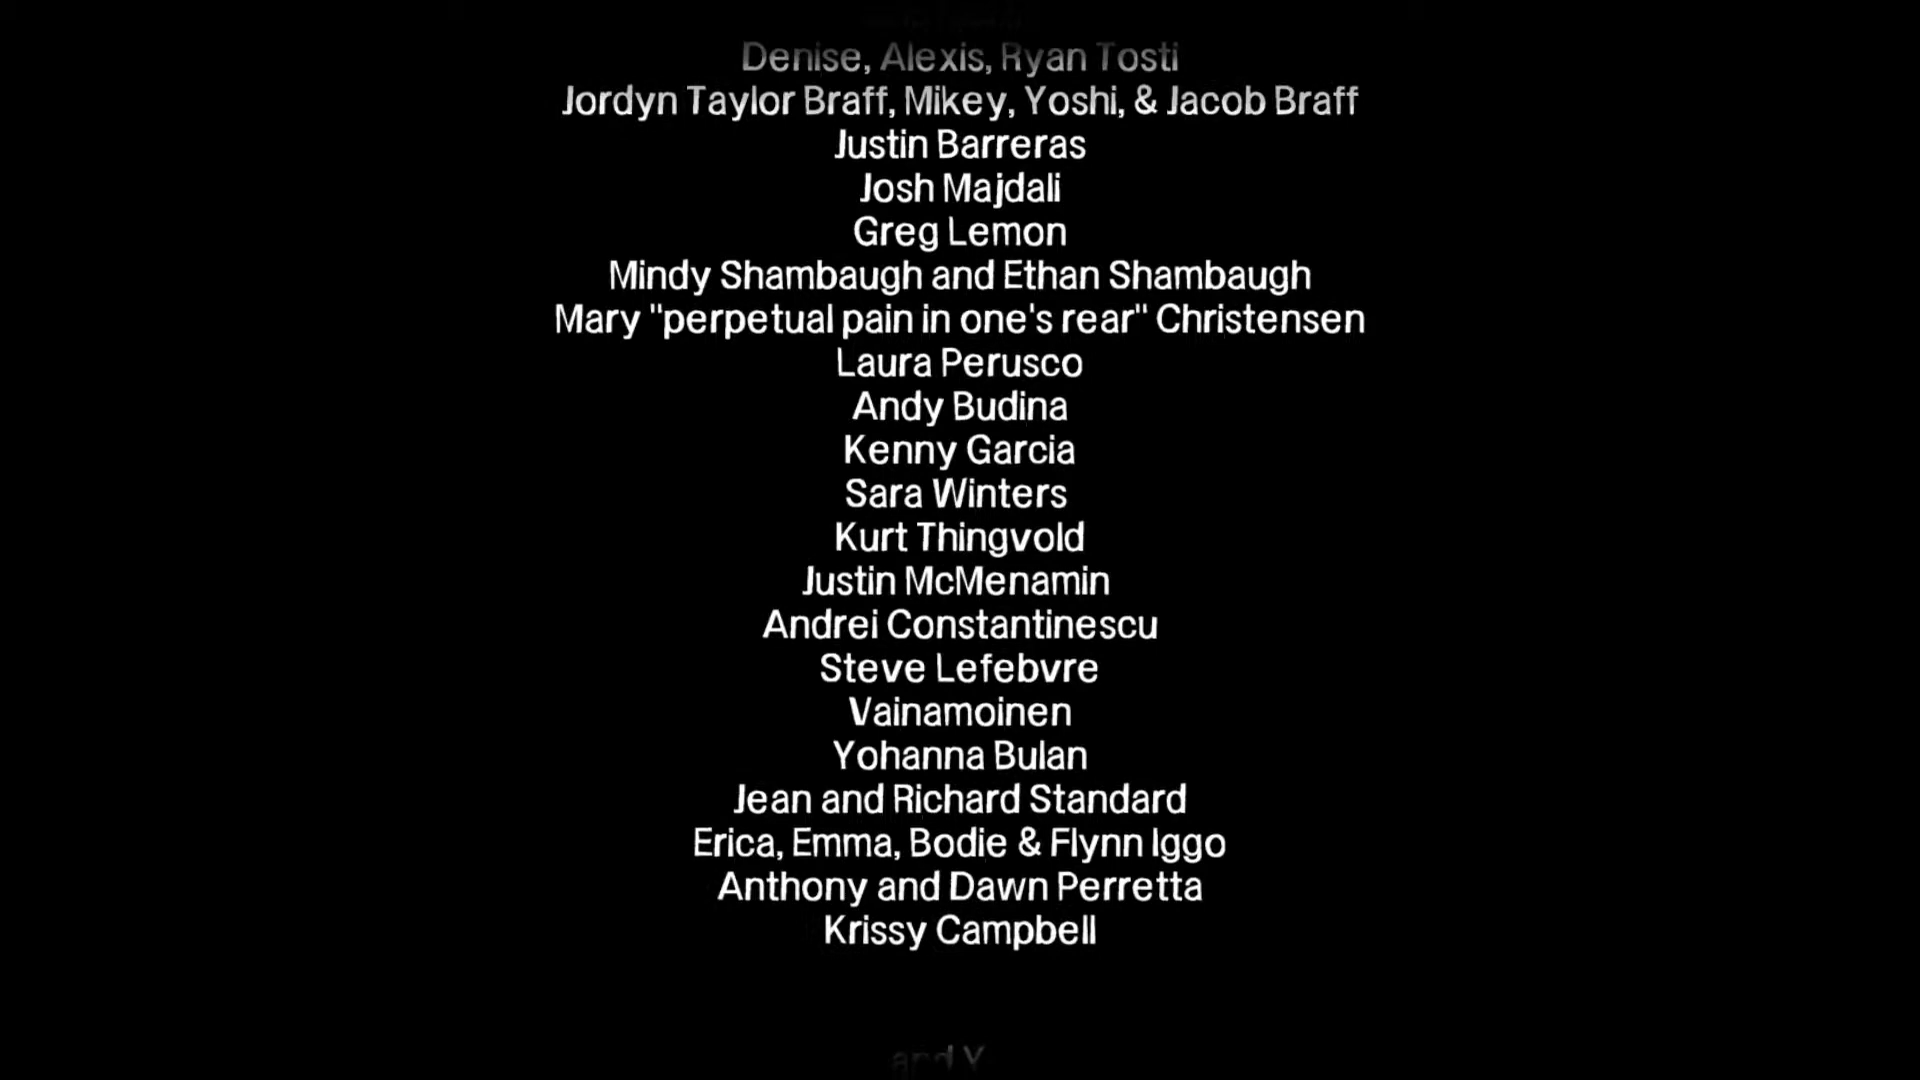 Denise, Alexis, Ryan Tosti
Jordyn Taylor Braff, Mikey, Yoshi, & Jacob Braff
Justin Barreras
Josh Majdali
Greg Lemon
Mindy Shambaugh and Ethan Shambaugh
Mary "perpetual pain in one's rear" Christensen
Laura Perusco
Andy Budina
Kenny Garcia
Sara Winters
Kurt Thingvold
Justin McMenamin
Andrei Constantinescu
Steve Lefebvre
Vainamoinen
Yohanna Bulan
Jean and Richard Standard
Erica, Emma, Bodie & Flynn Iggo
Anthony and Dawn Perretta
Krissy Campbell
and